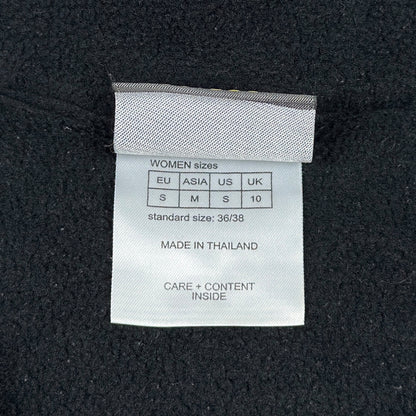 WOMEN sizes
EU ASIA US UK
S M S 10
standard size: 36/38
MADE IN THAILAND
CARE + CONTENT
INSIDE